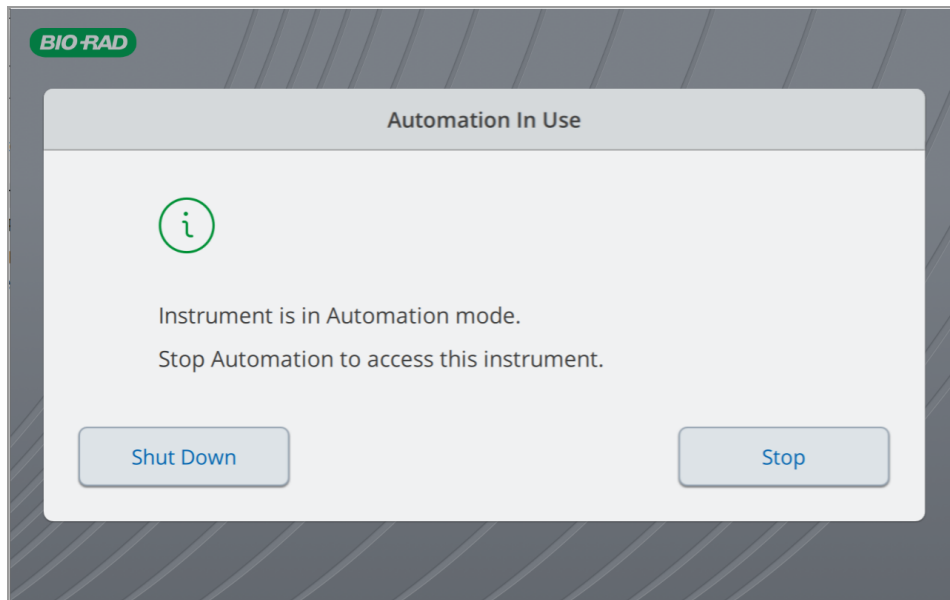 BIO-RAD
Automation In Use
Instrument is in Automation mode.
Stop Automation to access this instrument.
Shut Down
Stop